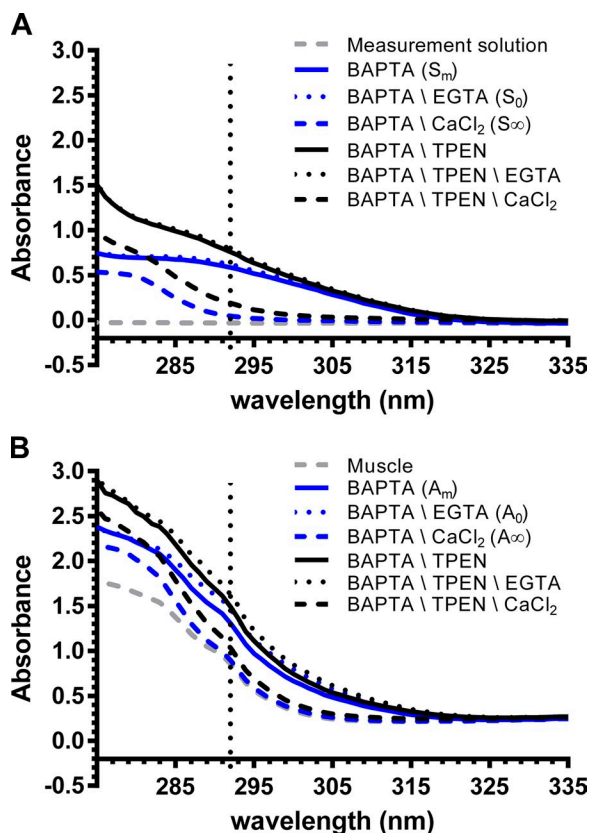 A
Absorbance
3.0
2.5
2.0
1.5
1.0
0.5
0.0
-0.5
Measurement solution
BAPTA (Sm)
BAPTA \ EGTA (S0)
BAPTA \ CaCl2 (S∞)
BAPTA \ TPEN
BAPTA \ TPEN \ EGTA
BAPTA \ TPEN \ CaCl2
285 295 305 315 325 335
wavelength (nm)
B
Absorbance
3.0
2.5
2.0
1.5
1.0
0.5
0.0
-0.5
Muscle
BAPTA (Am)
BAPTA \ EGTA (A0)
BAPTA \ CaCl2 (A∞)
BAPTA \ TPEN
BAPTA \ TPEN \ EGTA
BAPTA \ TPEN \ CaCl2
285 295 305 315 325 335
wavelength (nm)